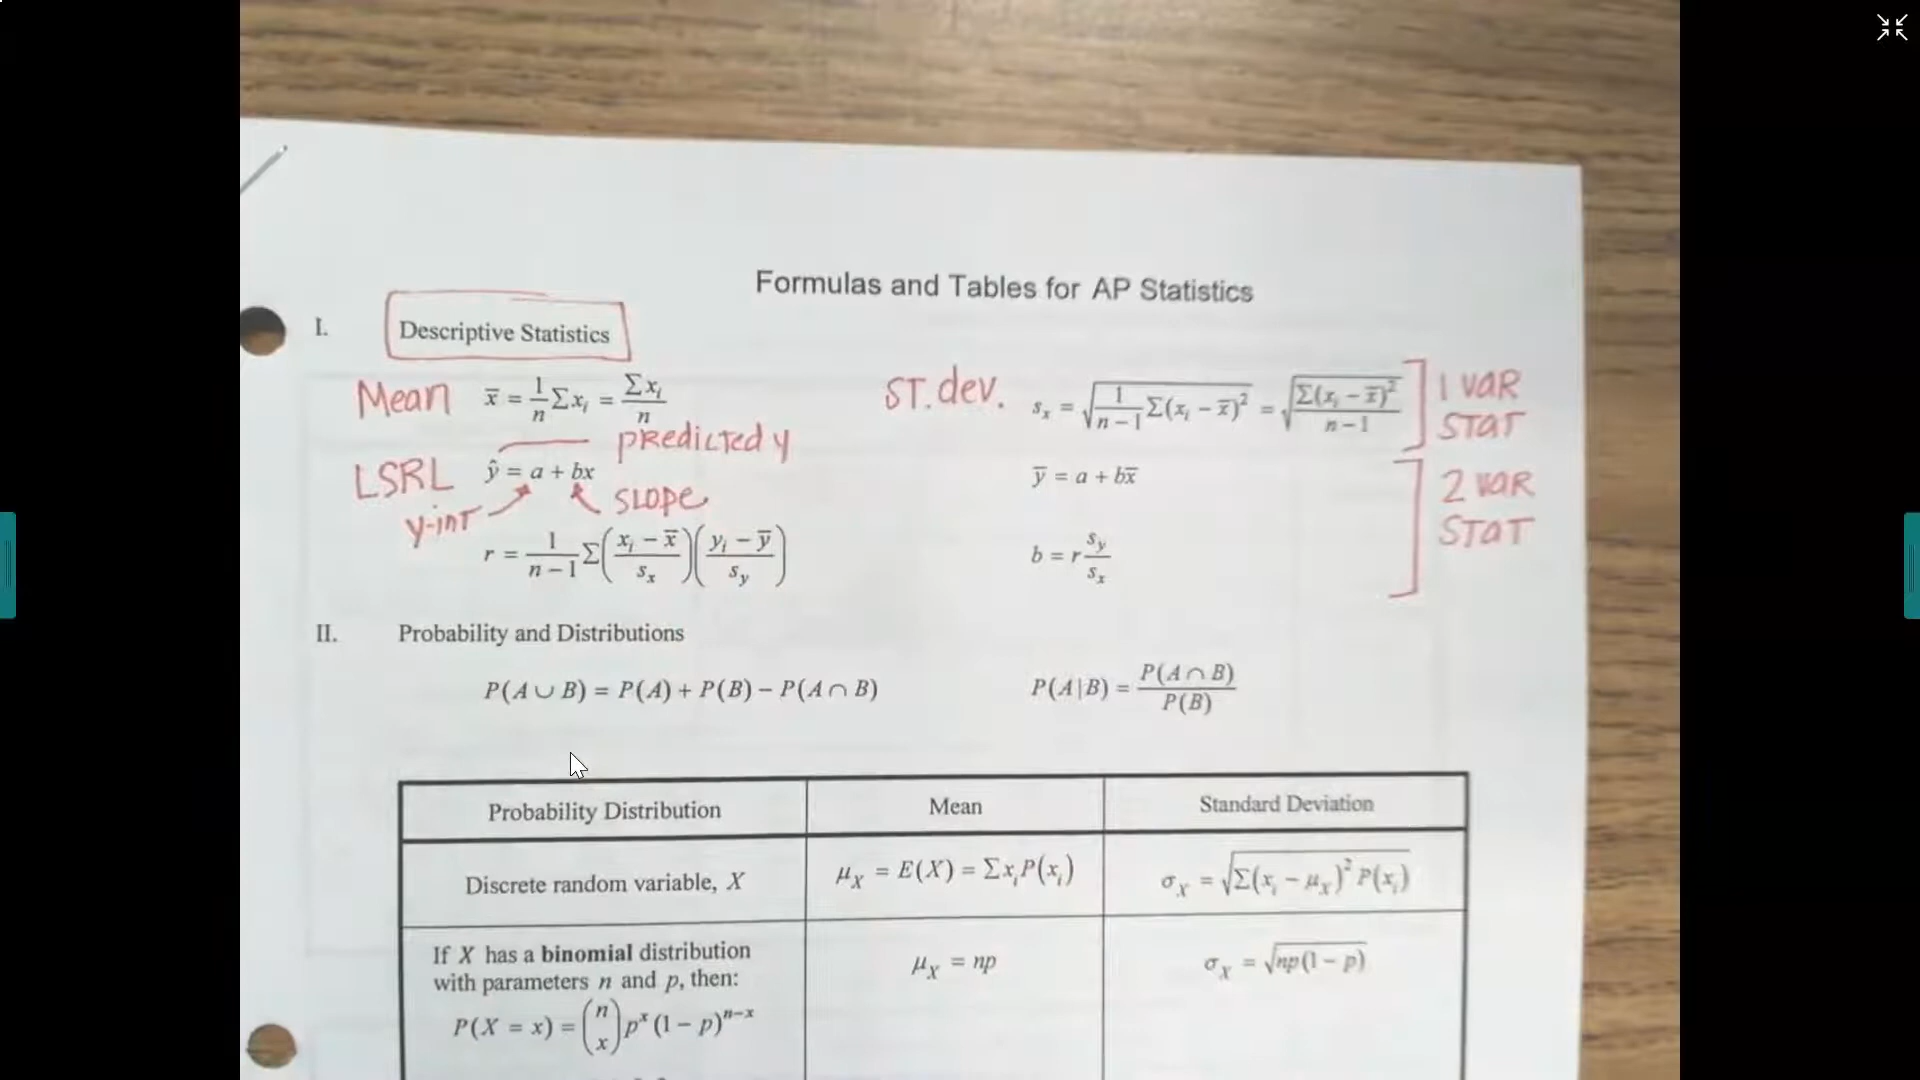 Formulas and Tables for AP Statistics
I. Descriptive Statistics
Mean x̄ = 1/n Σxᵢ = Σxᵢ/n
ST.dev. sₓ = √(1/(n−1) Σ(xᵢ − x̄)²) = √(Σ(xᵢ − x̄)²/(n−1))
1 VAR
STAT
predicted y
LSRL ŷ = a + bx
ȳ = a + bx̄
2 VAR
STAT
y-int
SLOPE
r = 1/(n−1) Σ((xᵢ − x̄)/sₓ)((yᵢ − ȳ)/s_y)
b = r s_y/sₓ
II. Probability and Distributions
P(A ∪ B) = P(A) + P(B) − P(A ∩ B)
P(A|B) = P(A ∩ B)/P(B)
Probability Distribution
Mean
Standard Deviation
Discrete random variable, X
μ_X = E(X) = Σxᵢ P(xᵢ)
σ_X = √(Σ(xᵢ − μ_X)² P(xᵢ))
If X has a binomial distribution
with parameters n and p, then:
P(X = x) = (n x) pˣ (1 − p)ⁿ⁻ˣ
μ_X = np
σ_X = √(np(1 − p))